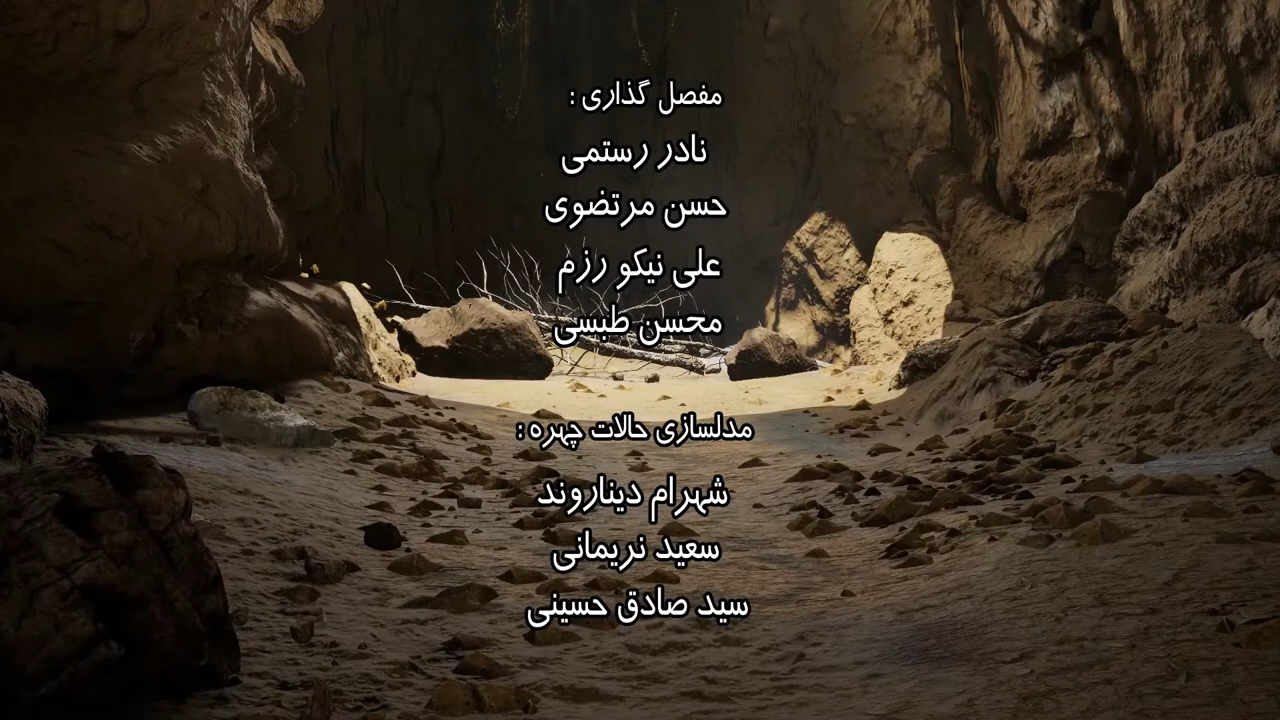 مفصل گذاری :
نادر رستمی
حسن مرتضوی
علی نیکو رزم
محسن طبسی
مدلسازی حالات چهره :
شهرام دیناروند
سعید نریمانی
سید صادق حسینی